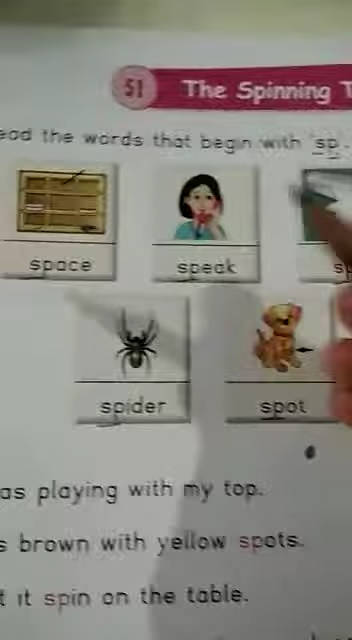 51 The Spinning T
ead the words that begin with 'sp'.
space speak sp
spider spot
as playing with my top.
s brown with yellow spots.
t it spin on the table.